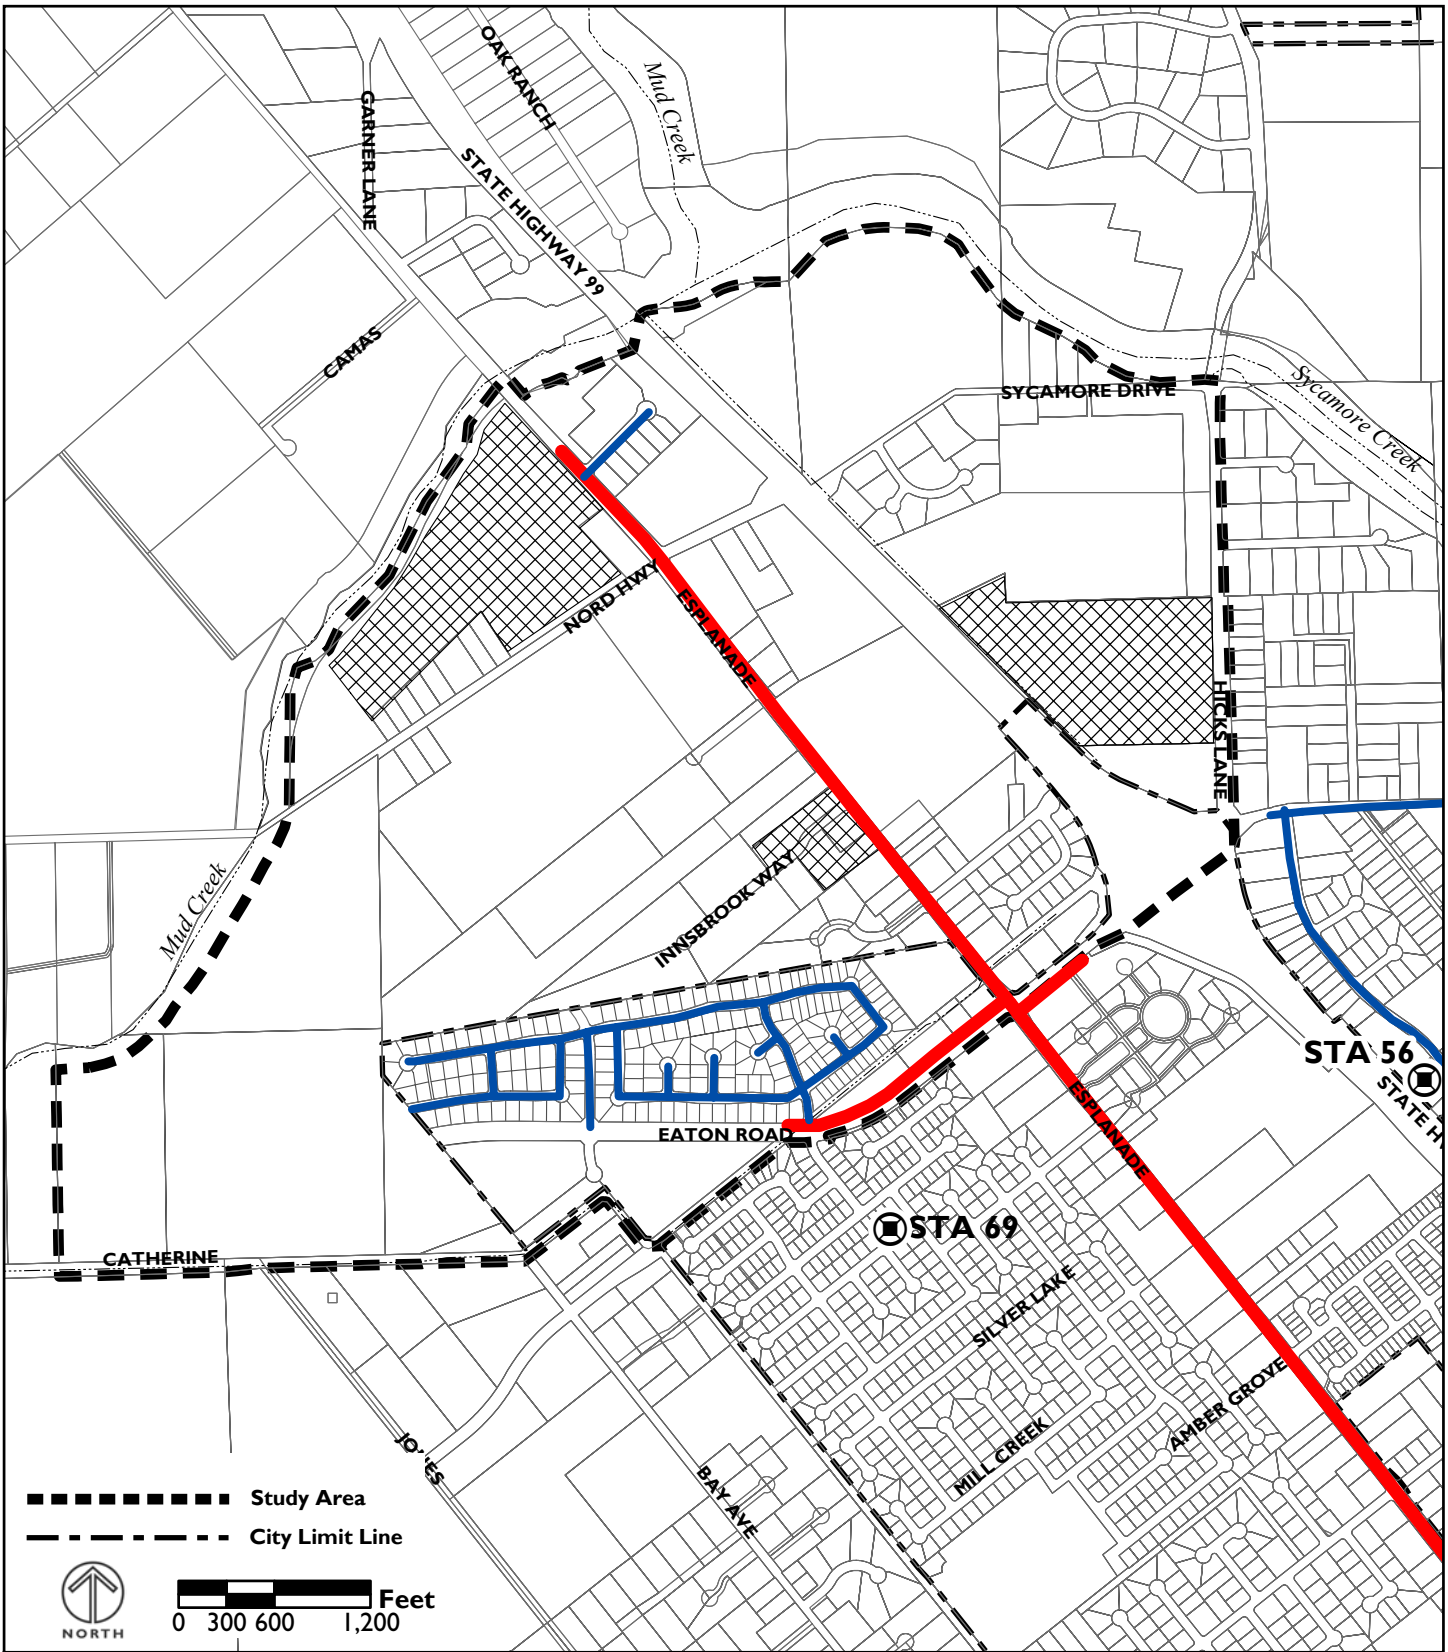 OAK RANCH
Mud Creek
GARNER LANE
STATE HIGHWAY 99
CAMAS
SYCAMORE DRIVE
Sycamore Creek
NORD HWY
ESPLANADE
HICKS LANE
INNSBROOK WAY
Mud Creek
STA 56
STATE H
ESPLANADE
EATON ROAD
STA 69
CATHERINE
SILVER LAKE
AMBER GROVE
MILL CREEK
JONES
BAY AVE
Study Area
City Limit Line
NORTH
Feet
0 300 600 1,200